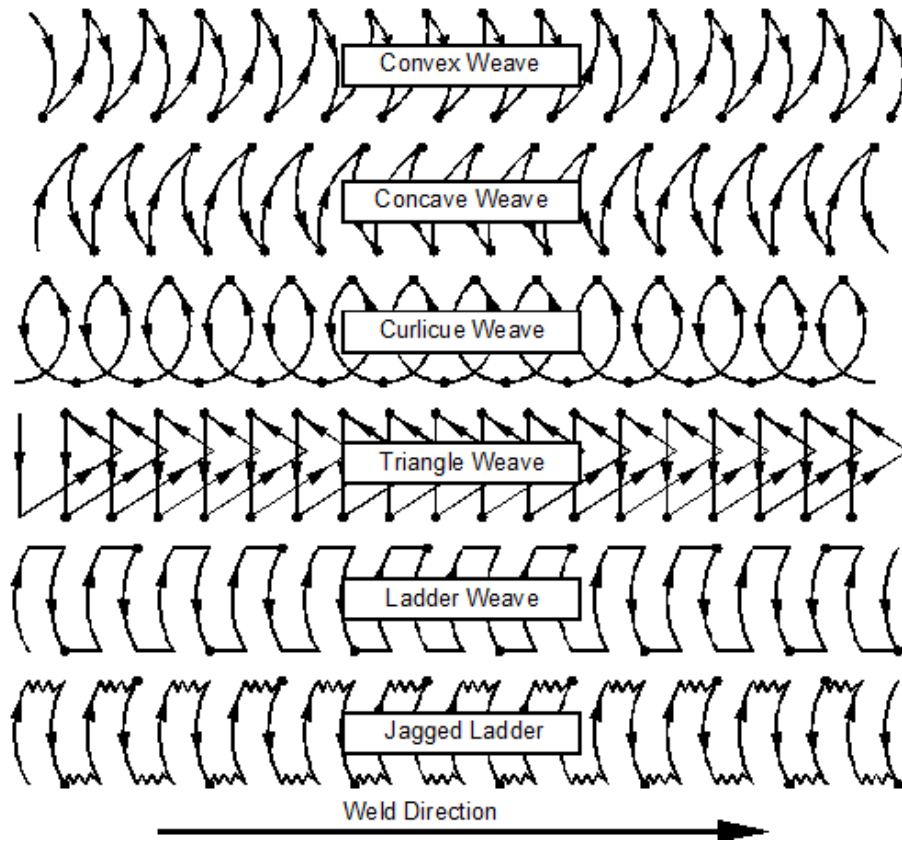 Convex Weave
Concave Weave
Curlicue Weave
Triangle Weave
Ladder Weave
Jagged Ladder
Weld Direction